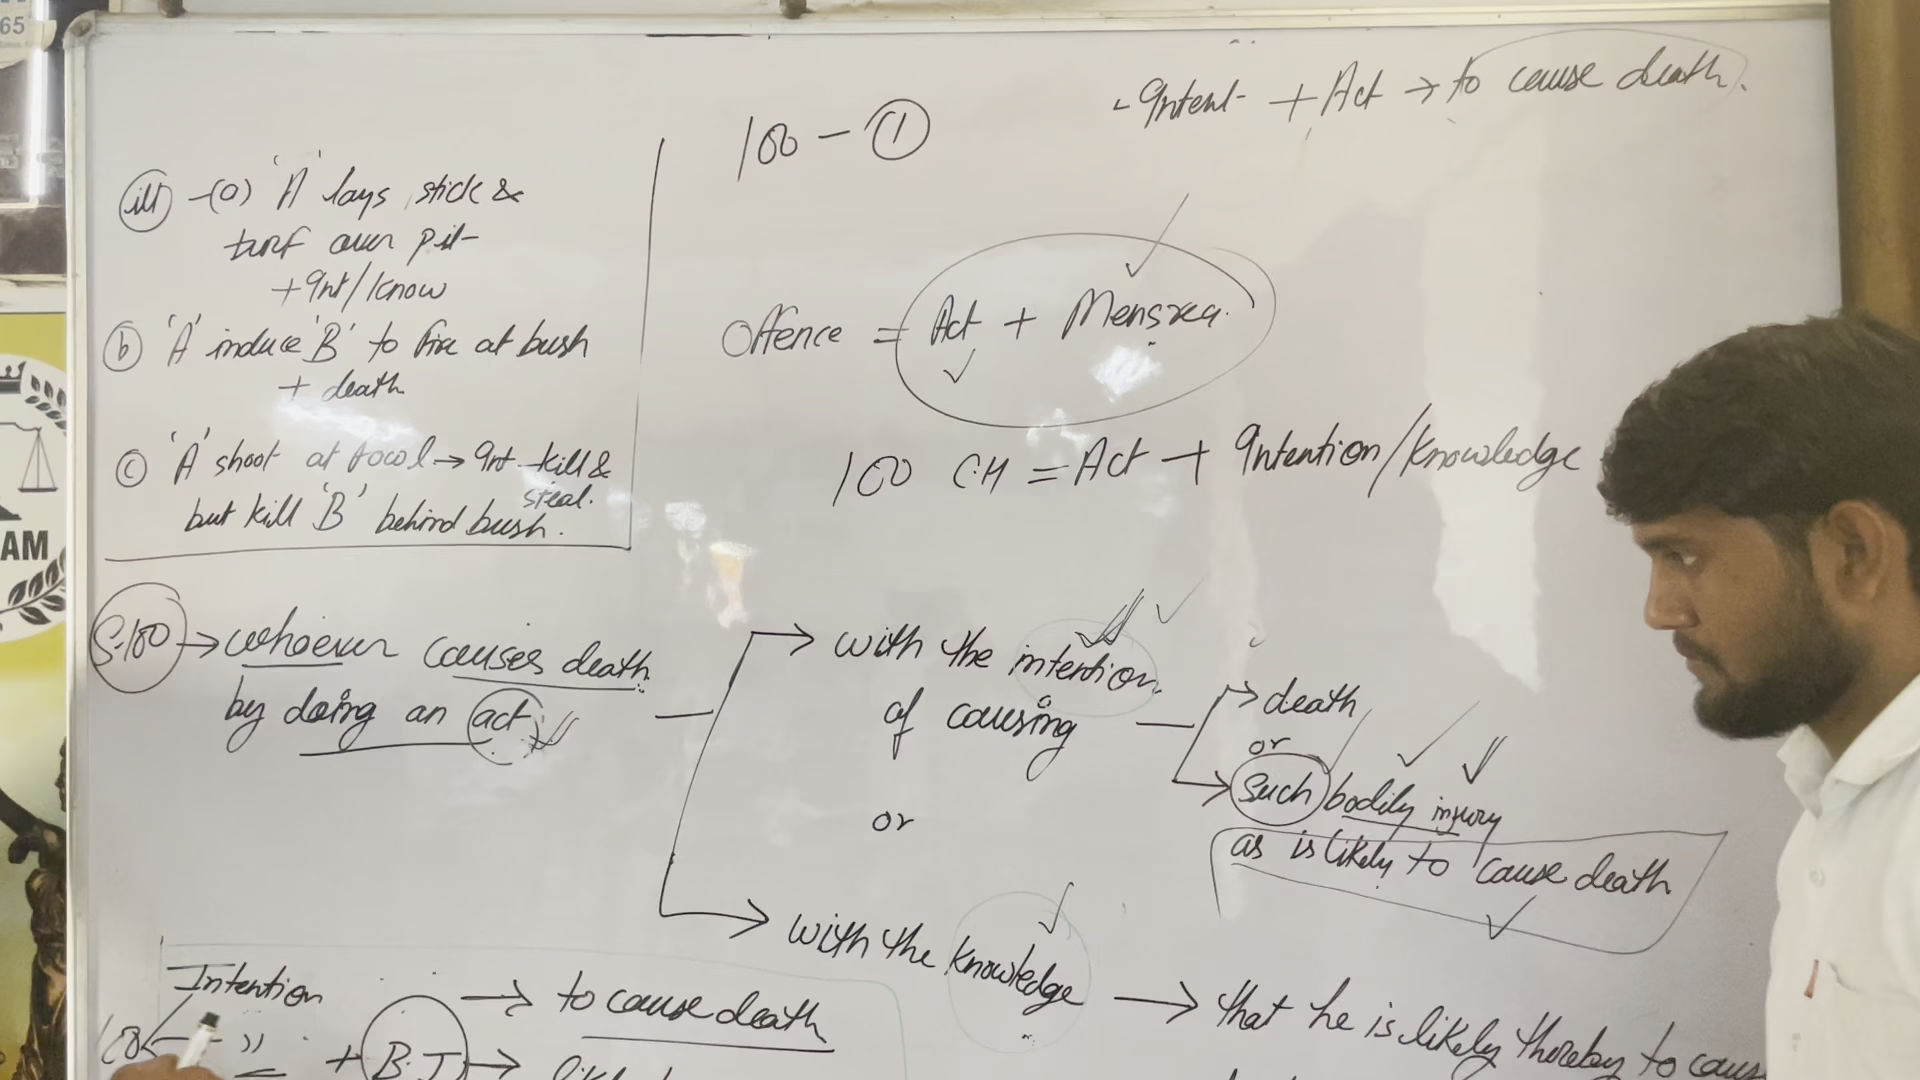 65
AM
- Intent + Act → to cause death.
100 - ①
ill - (a) 'A' lays stick &
turf over pit
+ Int/know
(b) 'A' induce 'B' to fire at bush
+ death
(c) 'A' shoot at fowl → Int kill &
steal.
but kill 'B' behind bush.
Offence = Act + Mensrea.
100 CH = Act + Intention/Knowledge
S.100 → whoever causes death
by doing an act
→ with the intention
of causing
→ death
or
→ such bodily injury
as is likely to cause death
or
→ with the knowledge → that he is likely thereby to caus
Intention → to cause death
100 " + B.I →